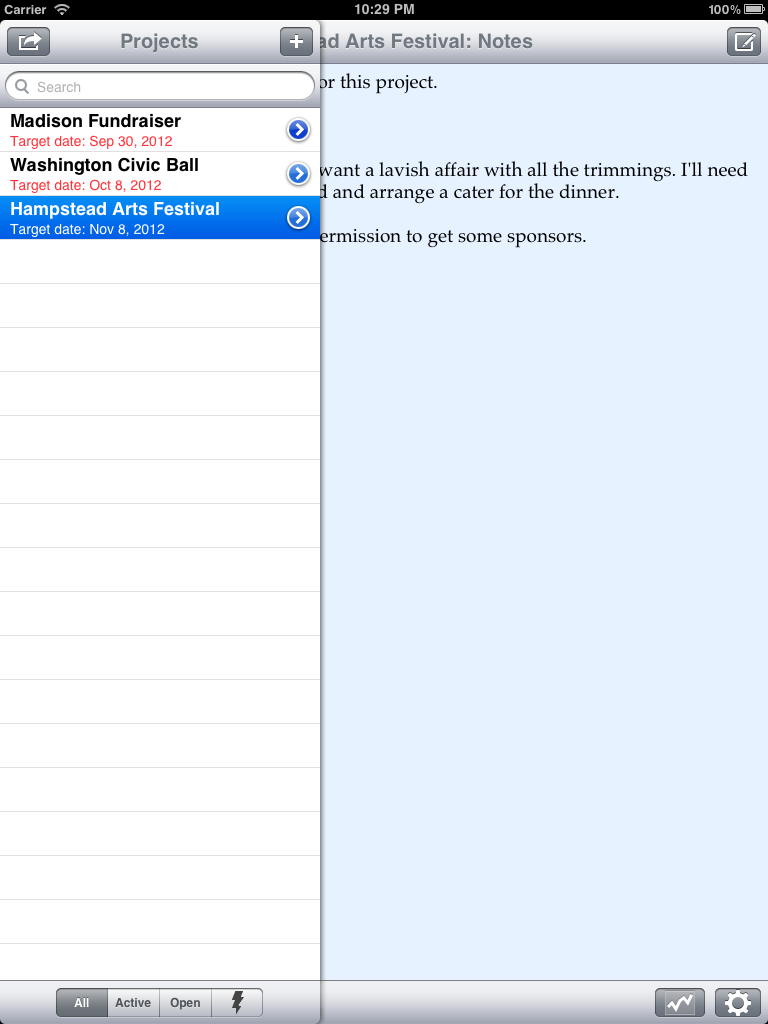 Carrier 10:29 PM 100%
Projects
ad Arts Festival: Notes
Search
Madison Fundraiser
Target date: Sep 30, 2012
Washington Civic Ball
Target date: Oct 8, 2012
Hampstead Arts Festival
Target date: Nov 8, 2012
or this project.
want a lavish affair with all the trimmings. I'll need
d and arrange a cater for the dinner.
ermission to get some sponsors.
All Active Open